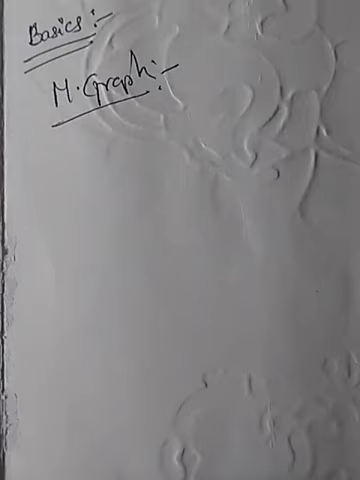 Basics :-
M. Graph :-